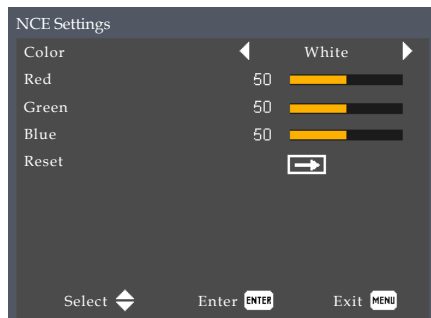 NCE Settings
Color White
Red 50
Green 50
Blue 50
Reset
Select Enter ENTER Exit MENU